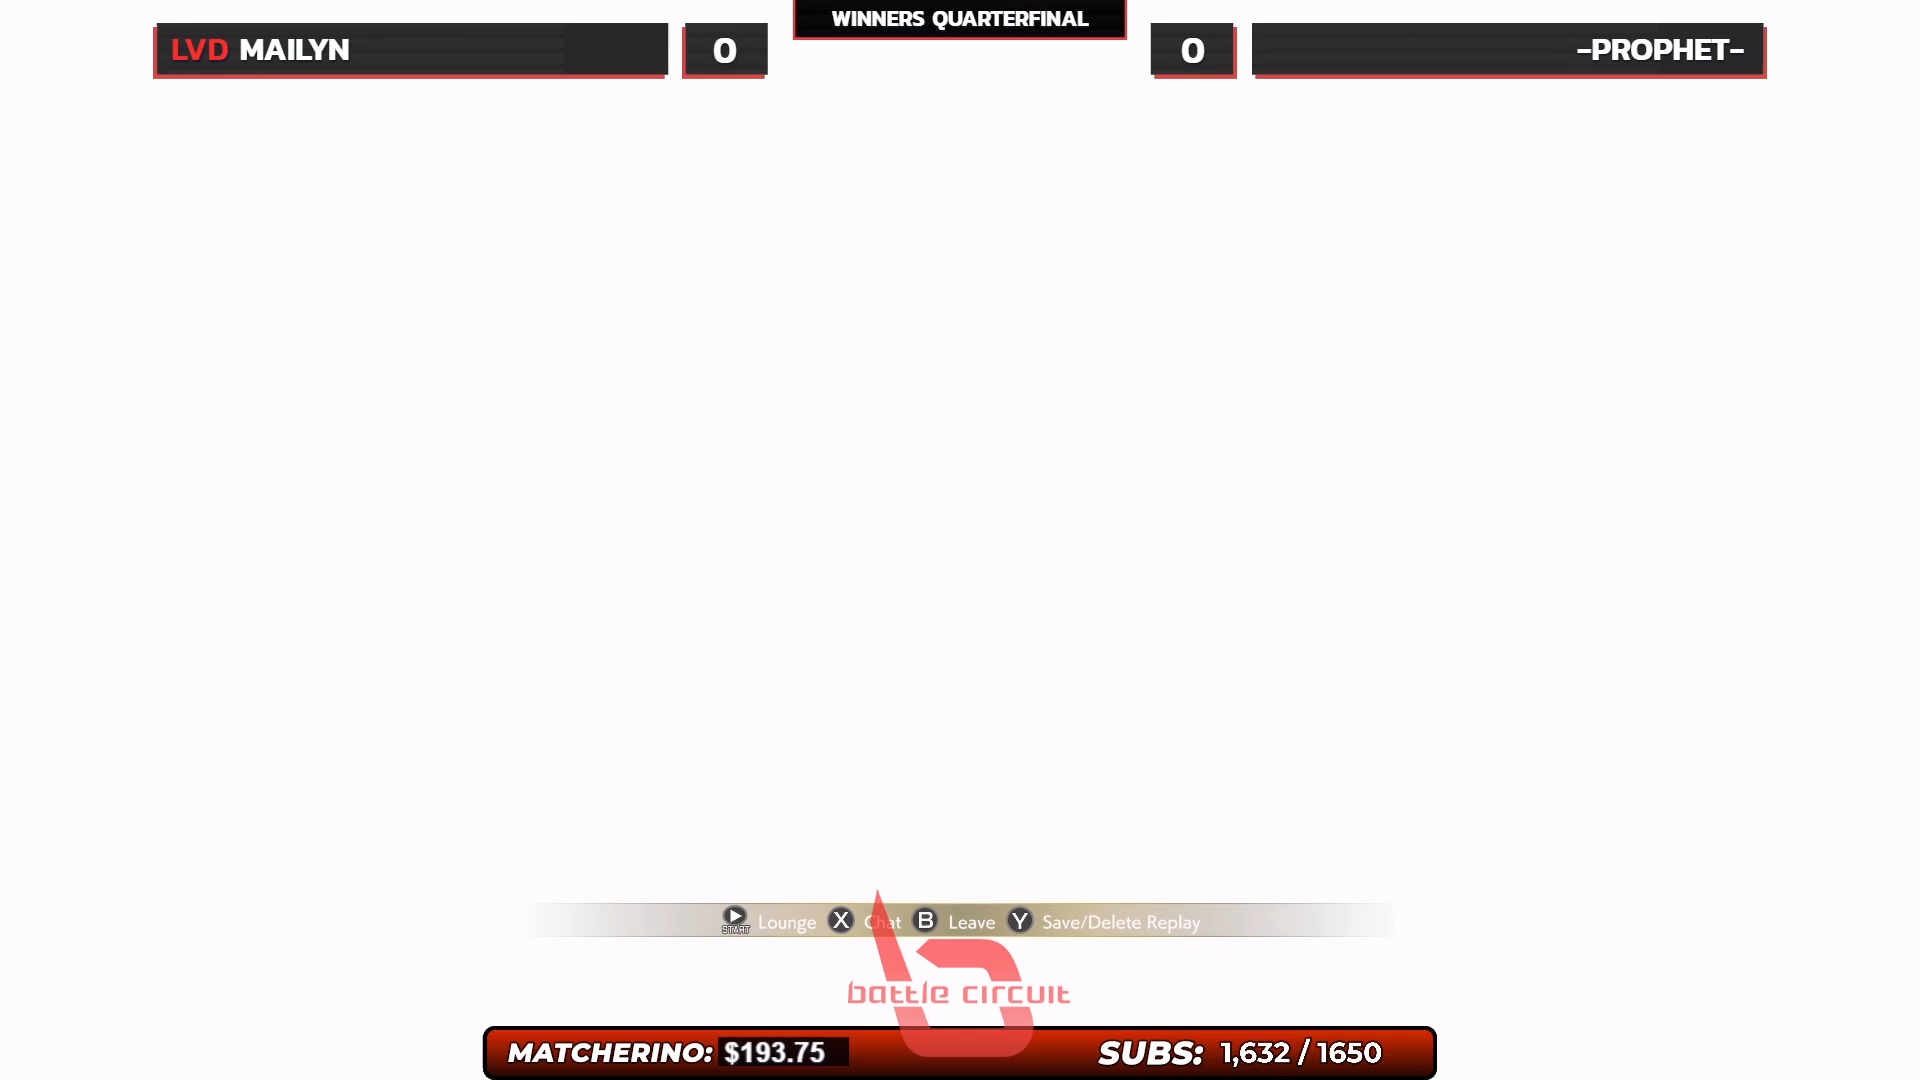 WINNERS QUARTERFINAL
LVD MAILYN 0
0 -PROPHET-
START Lounge X Chat B Leave Y Save/Delete Replay
battle circuit
MATCHERINO: $193.75 SUBS: 1,632 / 1650